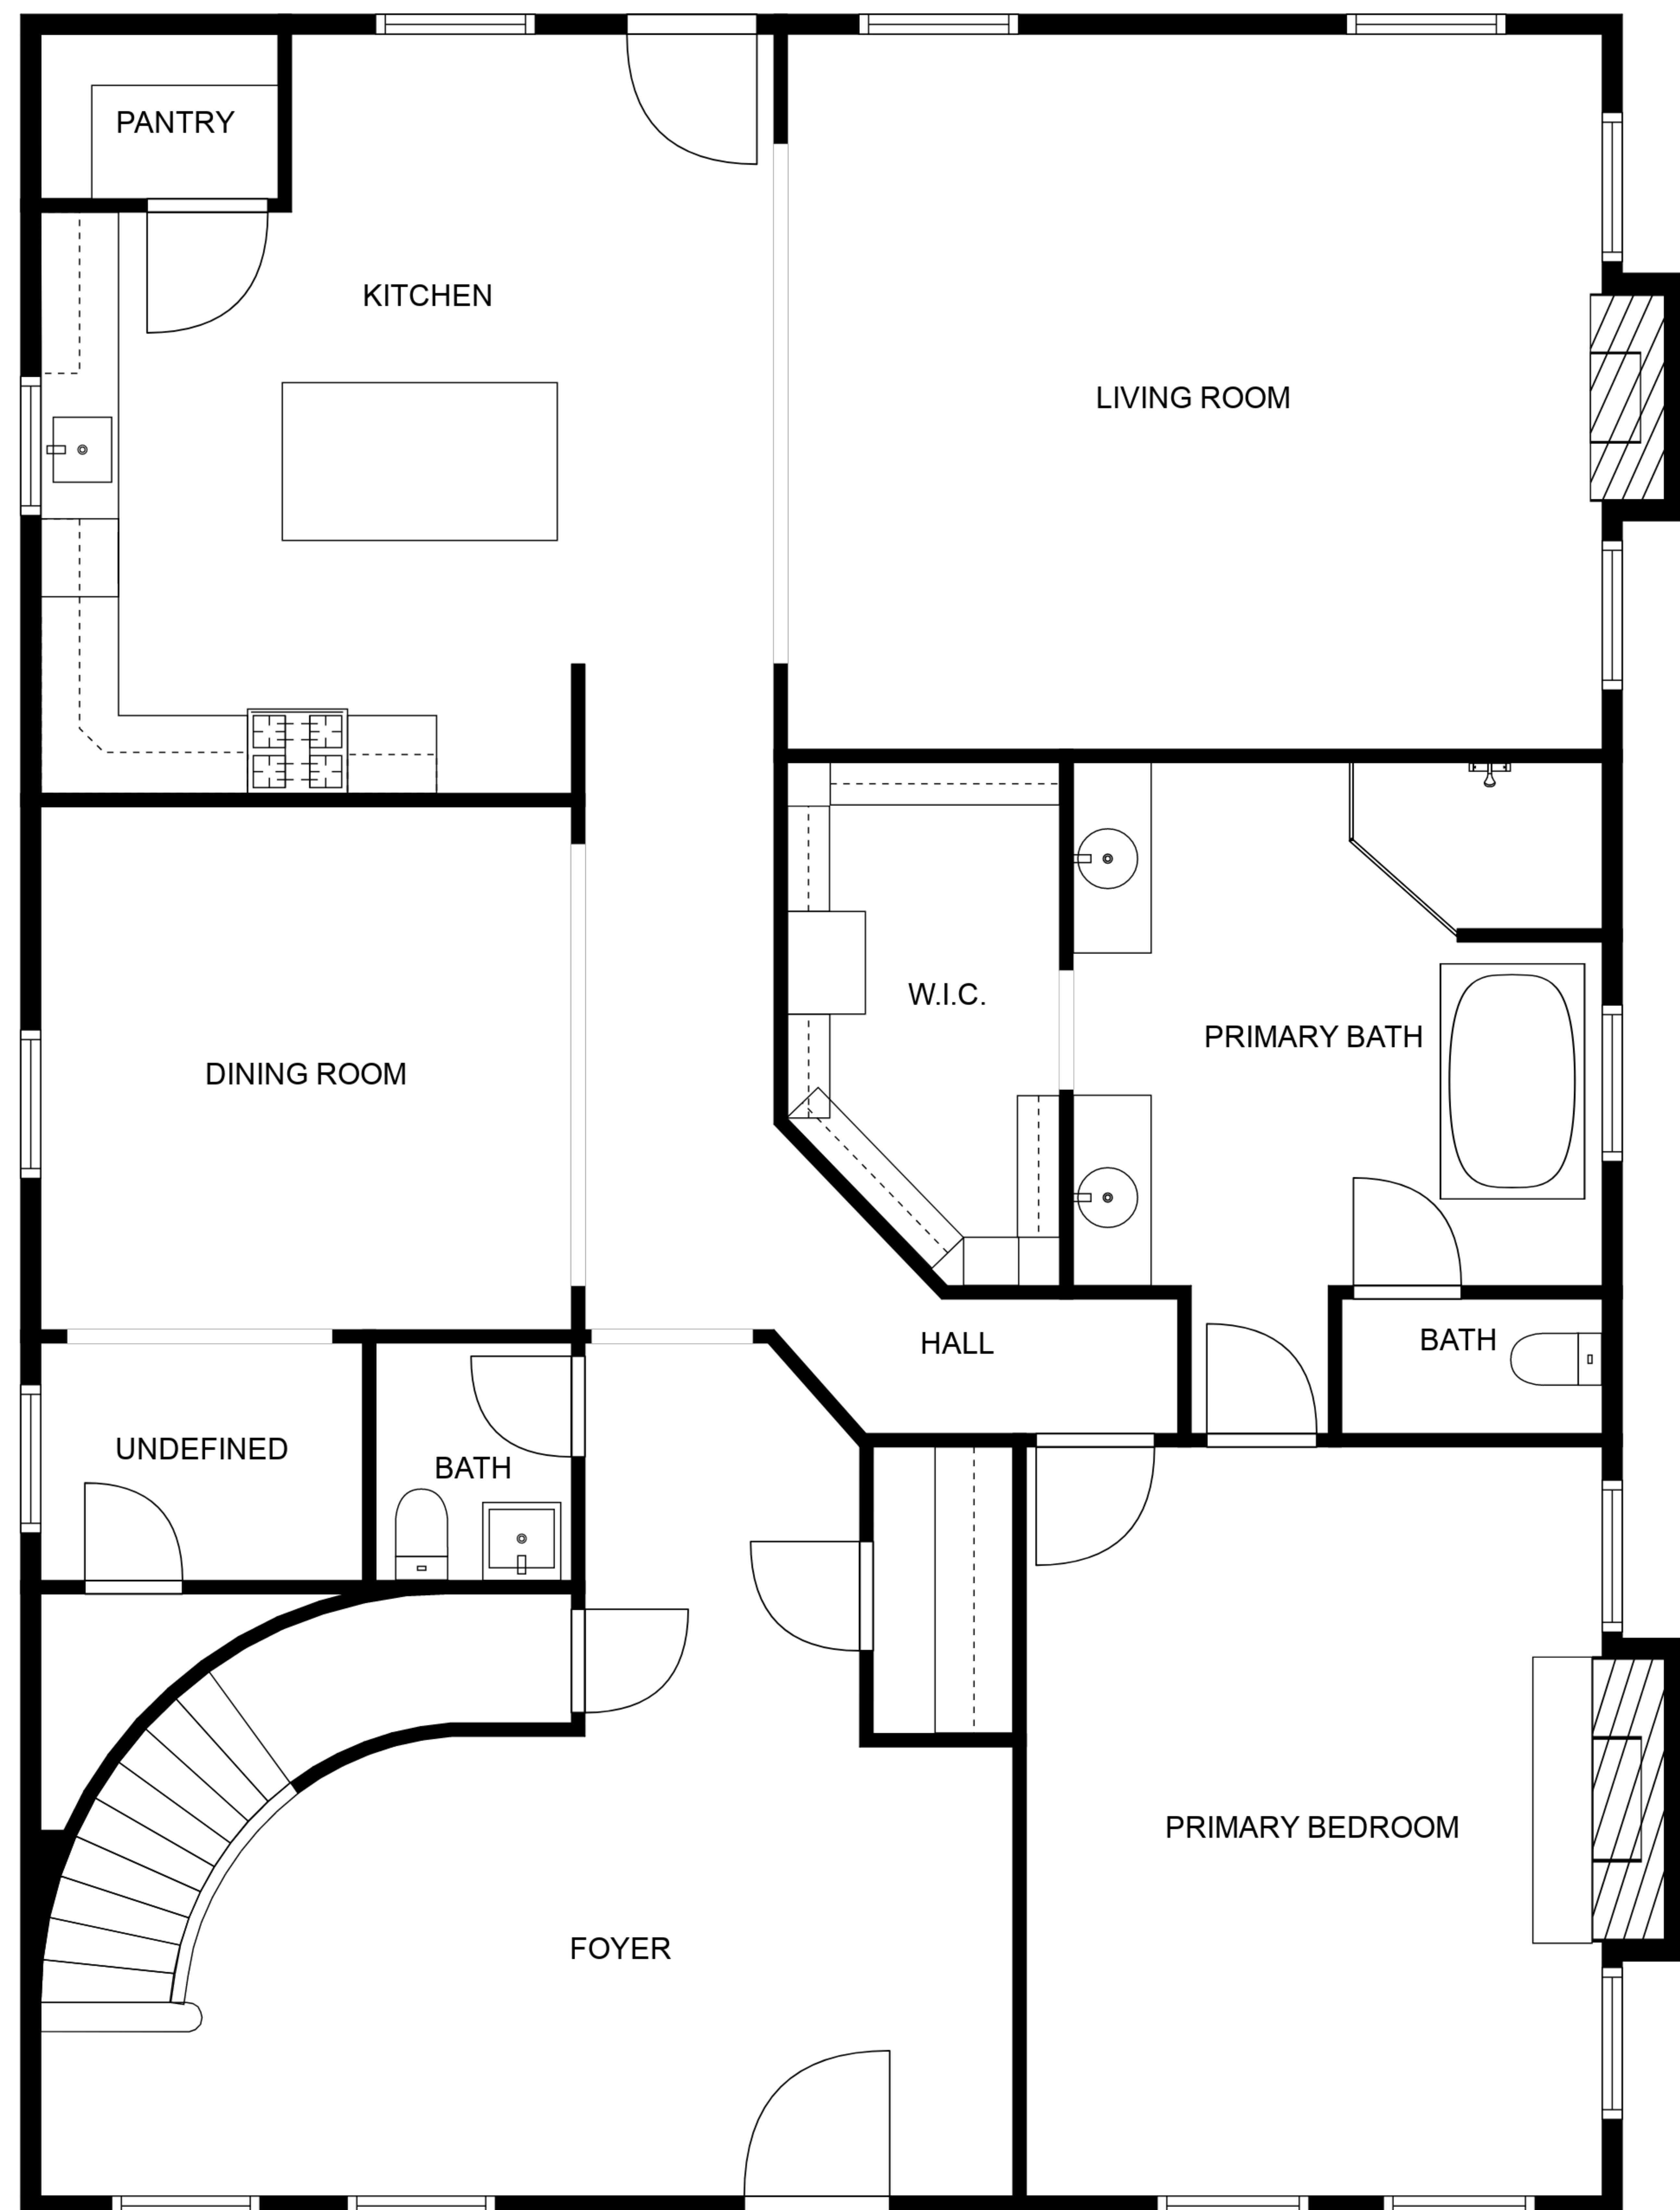 PANTRY
KITCHEN
LIVING ROOM
W.I.C.
PRIMARY BATH
DINING ROOM
HALL
BATH
UNDEFINED
BATH
PRIMARY BEDROOM
FOYER